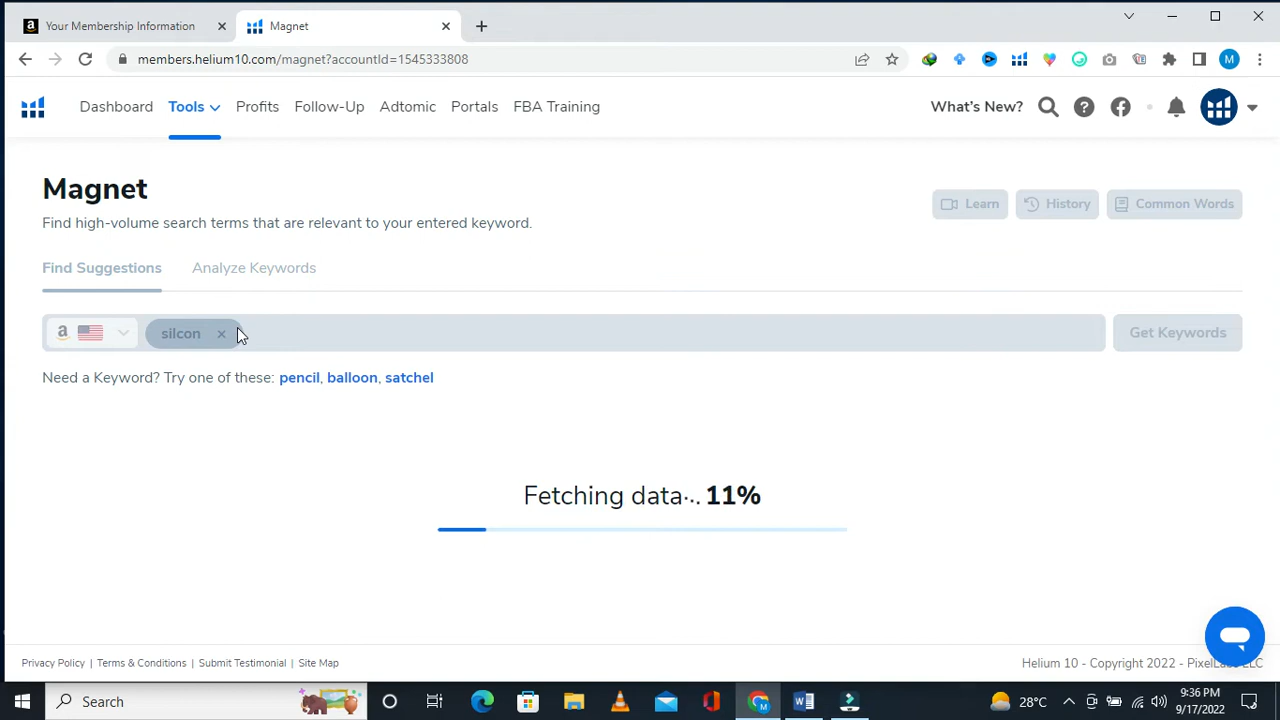 Your Membership Information
Magnet
members.helium10.com/magnet?accountId=1545333808
M
Dashboard Tools Profits Follow-Up Adtomic Portals FBA Training What's New?
Magnet
Find high-volume search terms that are relevant to your entered keyword.
Learn History Common Words
Find Suggestions Analyze Keywords
a silcon × Get Keywords
Need a Keyword? Try one of these: pencil, balloon, satchel
Fetching data... 11%
Privacy Policy | Terms & Conditions | Submit Testimonial | Site Map
Helium 10 - Copyright 2022 - PixelLabs LLC
Search
28°C
9:36 PM
9/17/2022